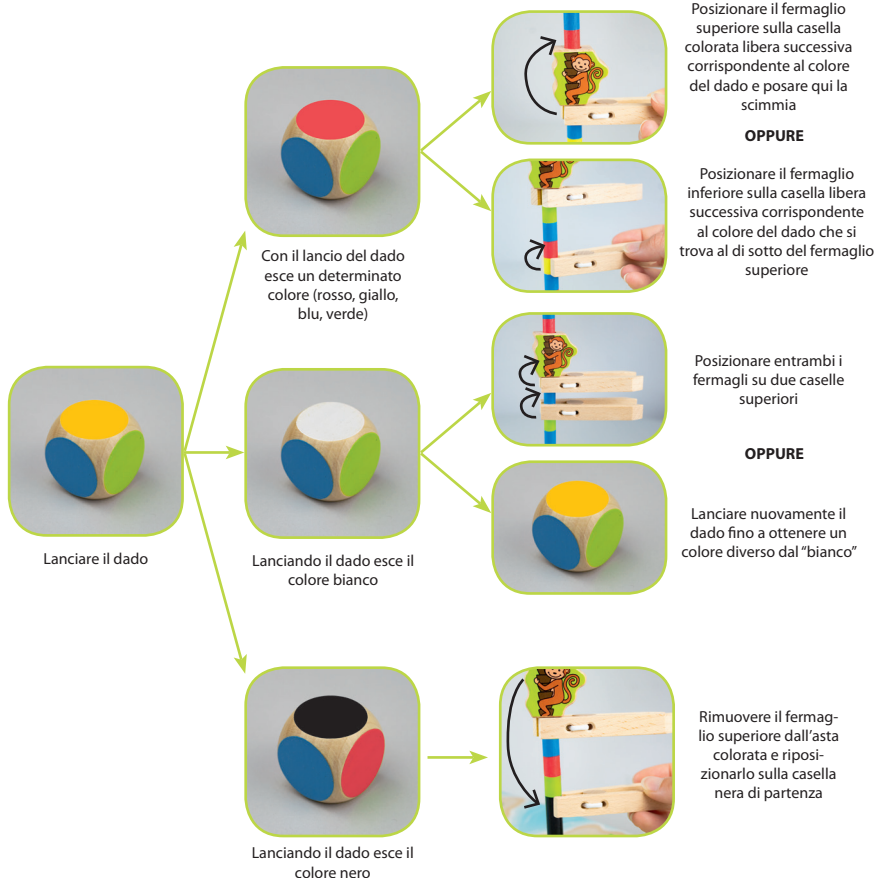 Posizionare il fermaglio
superiore sulla casella
colorata libera successiva
corrispondente al colore
del dado e posare qui la
scimmia
OPPURE
Posizionare il fermaglio
inferiore sulla casella libera
successiva corrispondente
al colore del dado che si
trova al di sotto del fermaglio
superiore
Con il lancio del dado
esce un determinato
colore (rosso, giallo,
blu, verde)
Posizionare entrambi i
fermagli su due caselle
superiori
OPPURE
Lanciare nuovamente il
dado fino a ottenere un
colore diverso dal "bianco"
Lanciare il dado
Lanciando il dado esce il
colore bianco
Rimuovere il fermag-
lio superiore dall'asta
colorata e riposi-
zionarlo sulla casella
nera di partenza
Lanciando il dado esce il
colore nero